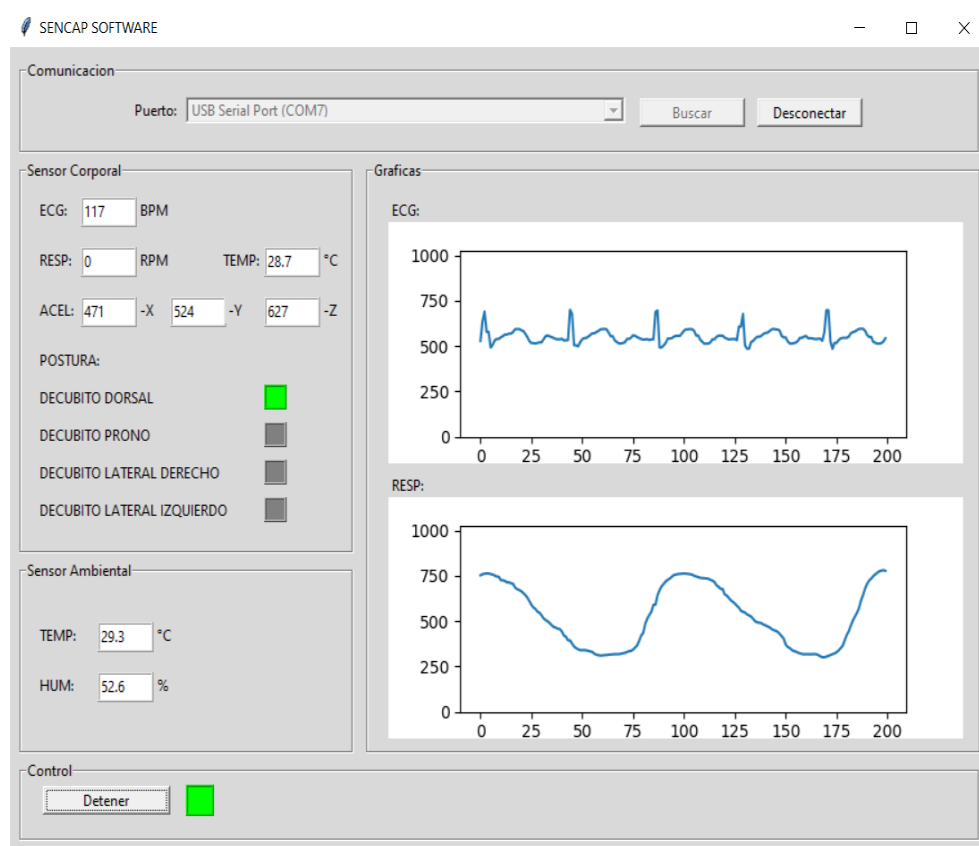 SENCAP SOFTWARE
Comunicacion
Puerto: USB Serial Port (COM7) Buscar Desconectar
Sensor Corporal
ECG: 117 BPM
RESP: 0 RPM TEMP: 28.7 °C
ACEL: 471 -X 524 -Y 627 -Z
POSTURA:
DECUBITO DORSAL
DECUBITO PRONO
DECUBITO LATERAL DERECHO
DECUBITO LATERAL IZQUIERDO
Sensor Ambiental
TEMP: 29.3 °C
HUM: 52.6 %
Graficas
ECG:
1000
750
500
250
0
0 25 50 75 100 125 150 175 200
RESP:
1000
750
500
250
0
0 25 50 75 100 125 150 175 200
Control
Detener